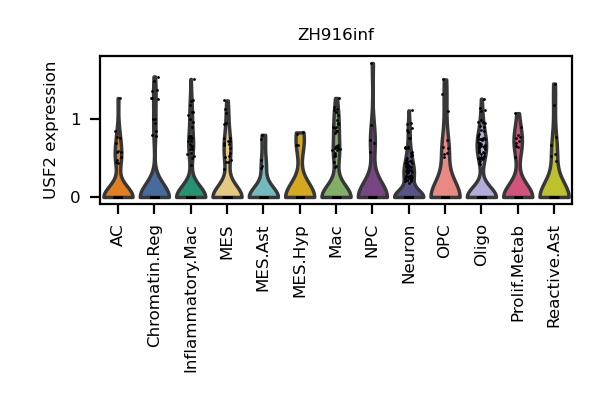 ZH916inf
USF2 expression
1
0
AC
Chromatin.Reg
Inflammatory.Mac
MES
MES.Ast
MES.Hyp
Mac
NPC
Neuron
OPC
Oligo
Prolif.Metab
Reactive.Ast